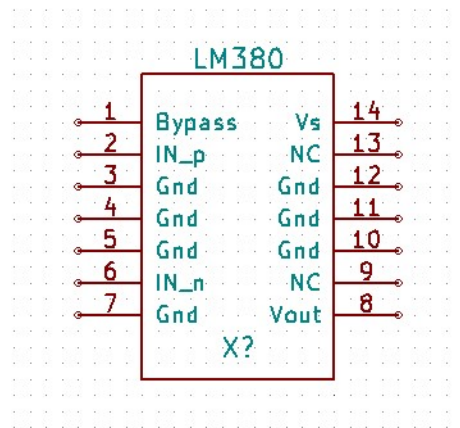 LM380
1 Bypass Vs 14
2 IN_p NC 13
3 Gnd Gnd 12
4 Gnd Gnd 11
5 Gnd Gnd 10
6 IN_n NC 9
7 Gnd Vout 8
X?